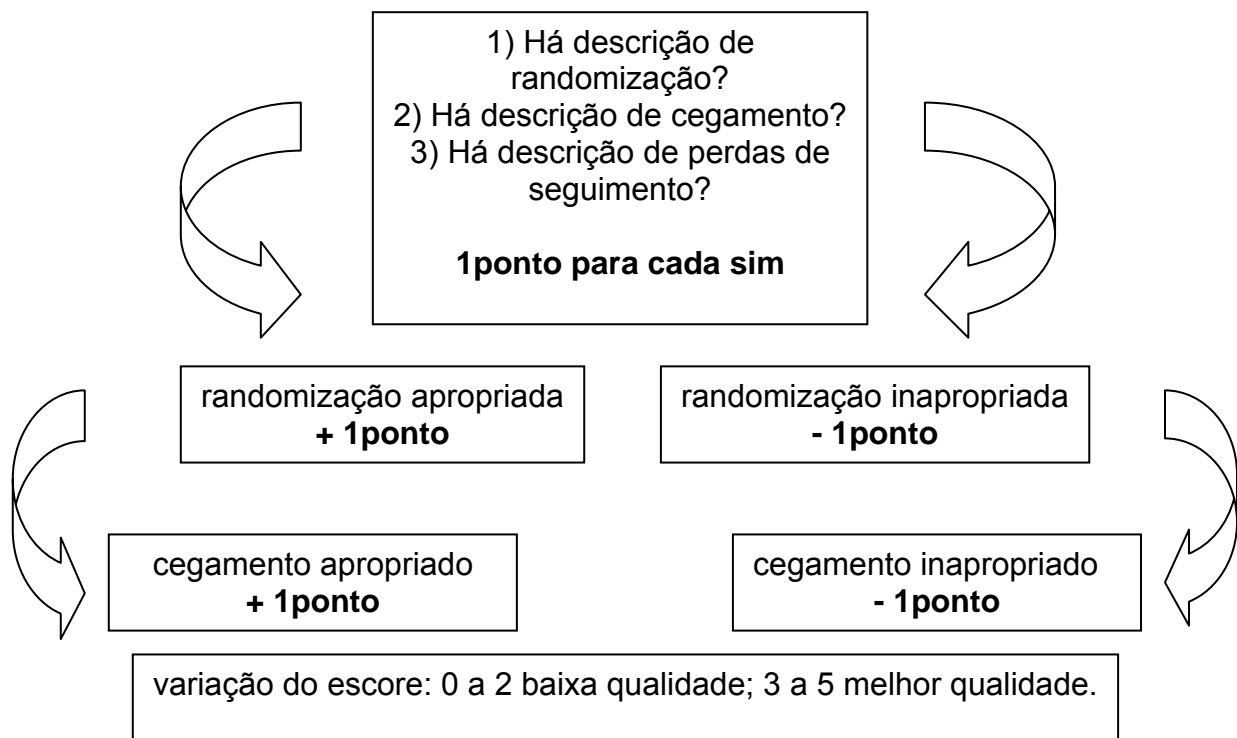 1) Há descrição de
randomização?
2) Há descrição de cegamento?
3) Há descrição de perdas de
seguimento?
1ponto para cada sim
randomização apropriada
+ 1ponto
randomização inapropriada
- 1ponto
cegamento apropriado
+ 1ponto
cegamento inapropriado
- 1ponto
variação do escore: 0 a 2 baixa qualidade; 3 a 5 melhor qualidade.